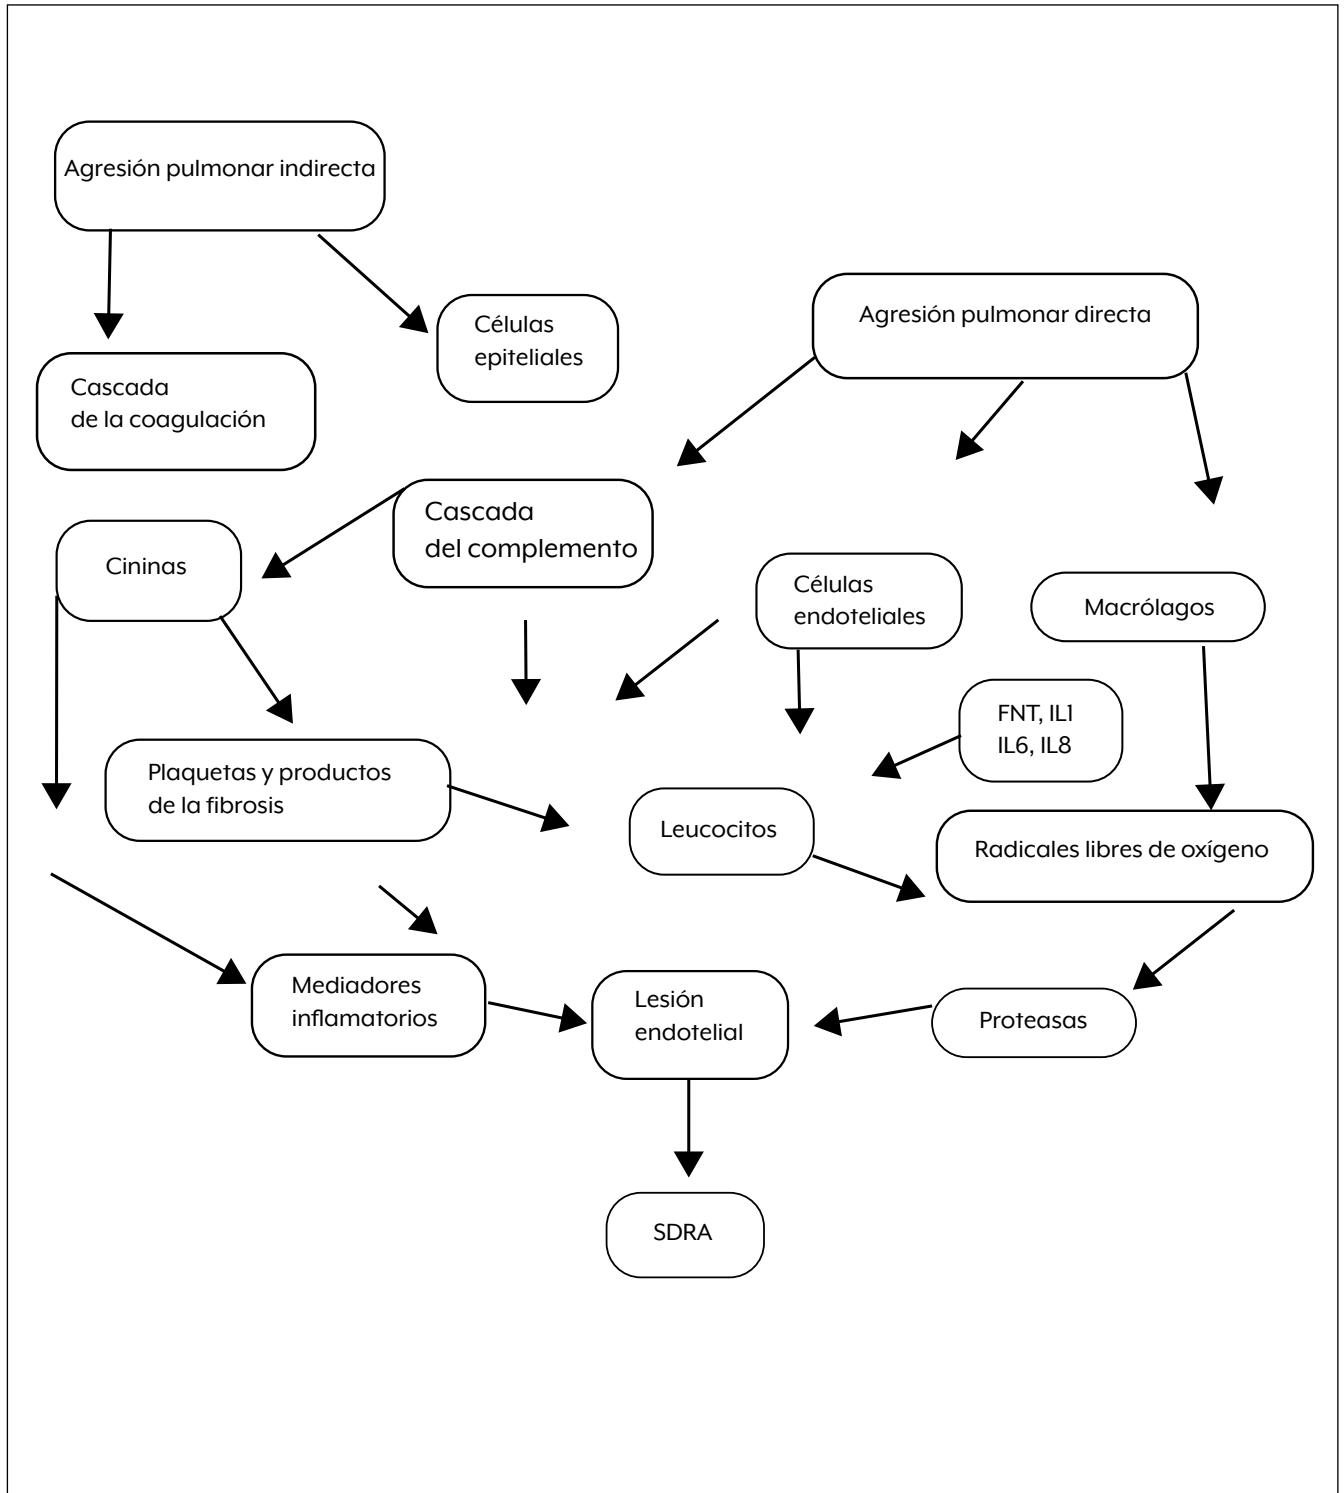 Agresión pulmonar indirecta
Células
epiteliales
Agresión pulmonar directa
Cascada
de la coagulación
Cascada
del complemento
Cininas
Células
endoteliales
Macrólagos
FNT, IL1
IL6, IL8
Plaquetas y productos
de la fibrosis
Leucocitos
Radicales libres de oxígeno
Mediadores
inflamatorios
Lesión
endotelial
Proteasas
SDRA